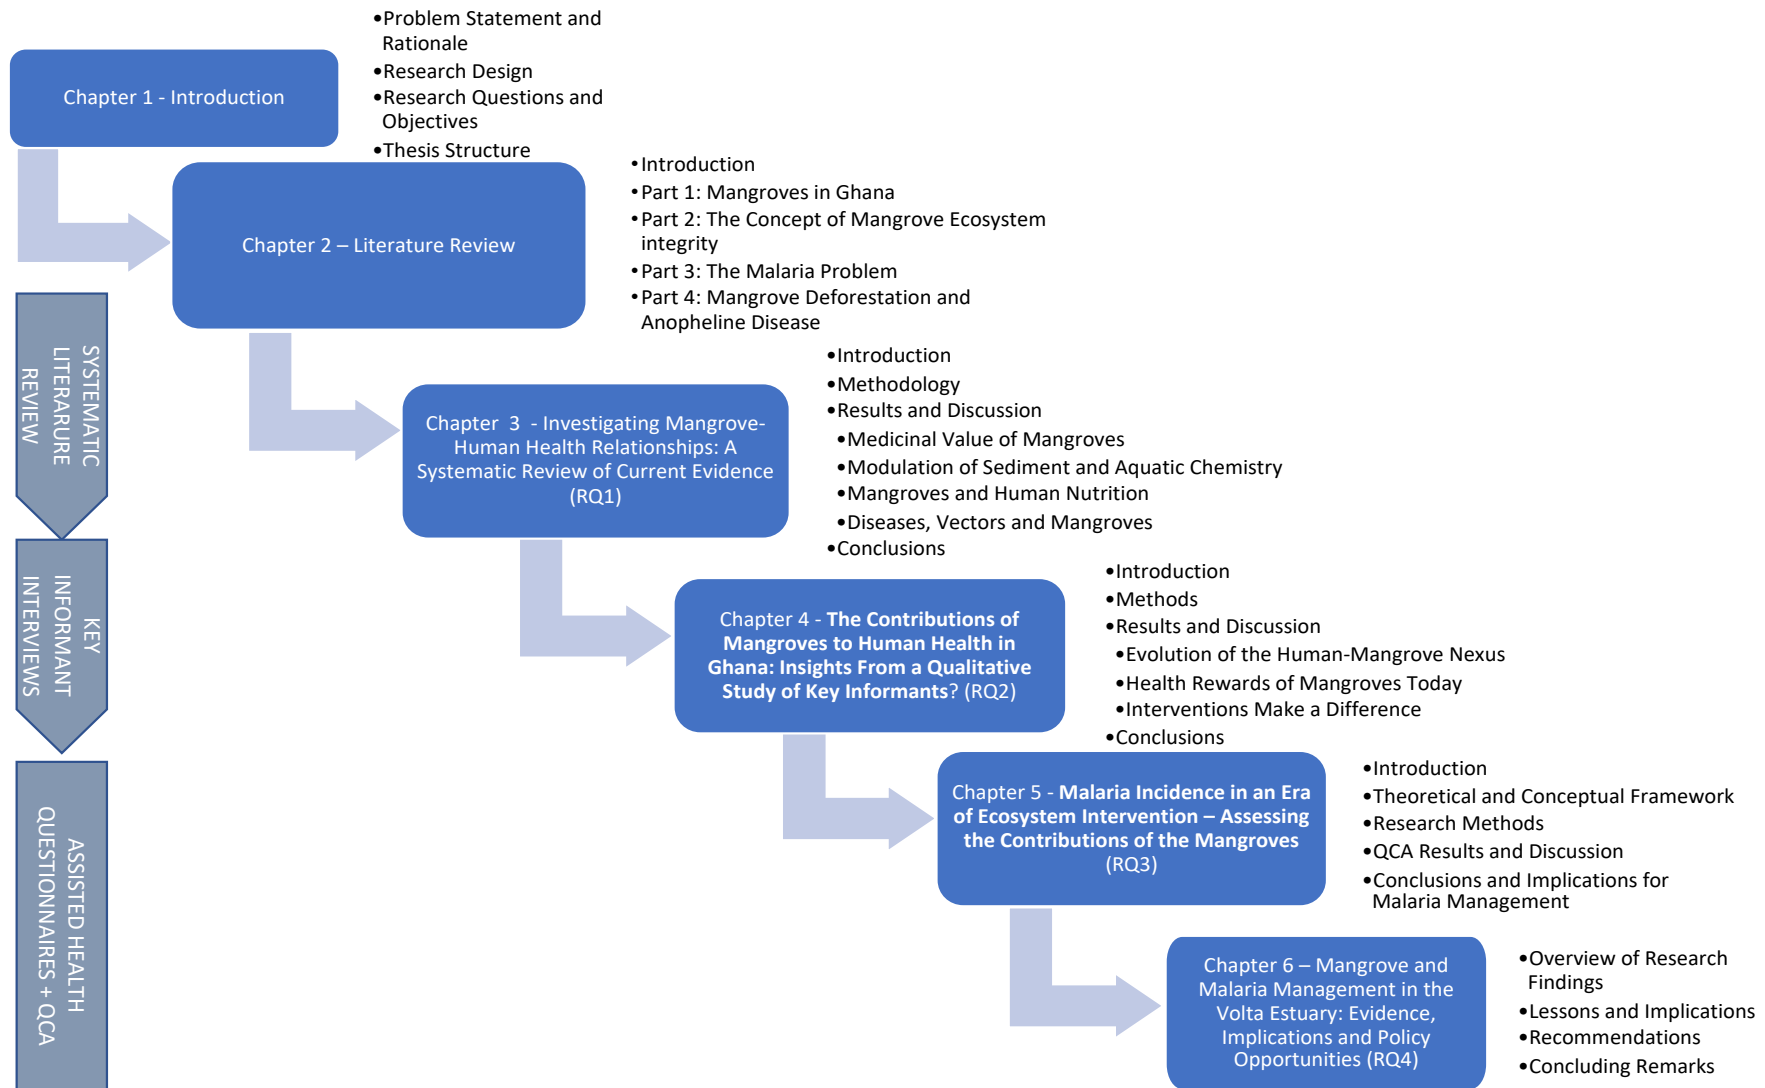 •Problem Statement and
Rationale
•Research Design
•Research Questions and
Objectives
•Thesis Structure
Chapter 1 - Introduction
•Introduction
•Part 1: Mangroves in Ghana
•Part 2: The Concept of Mangrove Ecosystem
integrity
•Part 3: The Malaria Problem
•Part 4: Mangrove Deforestation and
Anopheline Disease
Chapter 2 – Literature Review
SYSTEMATIC
LITERARURE
REVIEW
•Introduction
•Methodology
•Results and Discussion
•Medicinal Value of Mangroves
•Modulation of Sediment and Aquatic Chemistry
•Mangroves and Human Nutrition
•Diseases, Vectors and Mangroves
•Conclusions
Chapter 3 - Investigating Mangrove-
Human Health Relationships: A
Systematic Review of Current Evidence
(RQ1)
KEY
INFORMANT
INTERVIEWS
•Introduction
•Methods
•Results and Discussion
•Evolution of the Human-Mangrove Nexus
•Health Rewards of Mangroves Today
•Interventions Make a Difference
•Conclusions
Chapter 4 - The Contributions of
Mangroves to Human Health in
Ghana: Insights From a Qualitative
Study of Key Informants? (RQ2)
ASSISTED HEALTH
QUESTIONNAIRES + QCA
•Introduction
•Theoretical and Conceptual Framework
•Research Methods
•QCA Results and Discussion
•Conclusions and Implications for
Malaria Management
Chapter 5 - Malaria Incidence in an Era
of Ecosystem Intervention – Assessing
the Contributions of the Mangroves
(RQ3)
Chapter 6 – Mangrove and
Malaria Management in the
Volta Estuary: Evidence,
Implications and Policy
Opportunities (RQ4)
•Overview of Research
Findings
•Lessons and Implications
•Recommendations
•Concluding Remarks